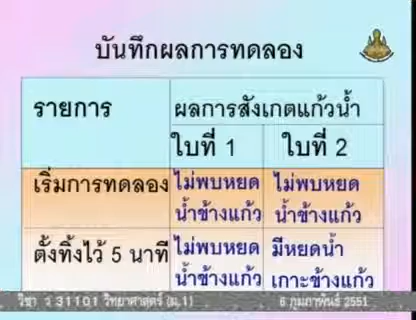 บันทึกผลการทดลอง
รายการ ผลการสังเกตแก้วน้ำ
ใบที่ 1 ใบที่ 2
เริ่มการทดลอง ไม่พบหยด ไม่พบหยด
น้ำข้างแก้ว น้ำข้างแก้ว
ตั้งทิ้งไว้ 5 นาที ไม่พบหยด มีหยดน้ำ
น้ำข้างแก้ว เกาะข้างแก้ว
วิชา ว 31101 วิทยาศาสตร์ (ม.1) 6 กุมภาพันธ์ 2551